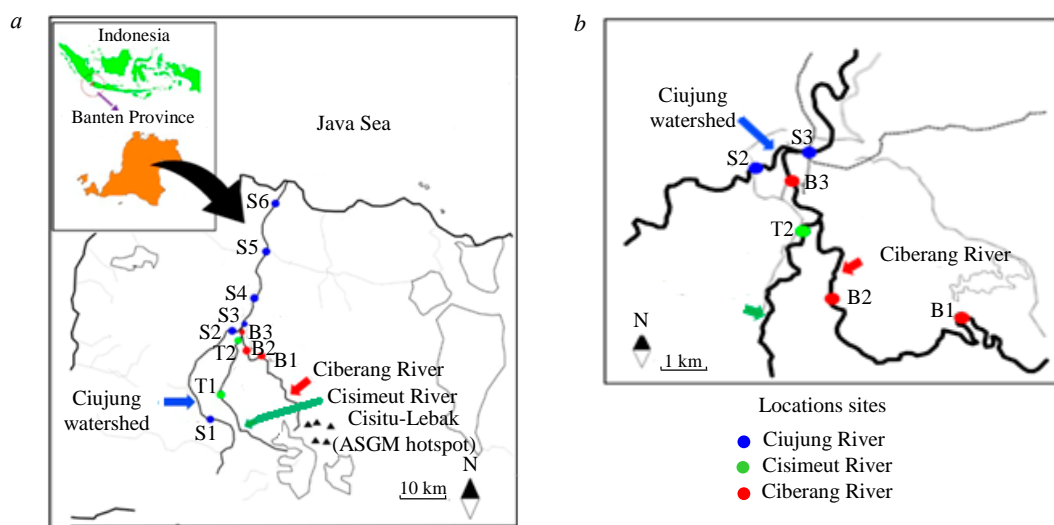 a
Indonesia
Banten Province
Java Sea
S6
S5
S4
S3
S2
B3
T2
B2
B1
T1
Ciberang River
Cisimeut River
Ciujung
watershed
Cisitu-Lebak
(ASGM hotspot)
S1
N
10 km
b
Ciujung
watershed
S3
S2
B3
T2
Ciberang River
B2
B1
N
1 km
Locations sites
Ciujung River
Cisimeut River
Ciberang River